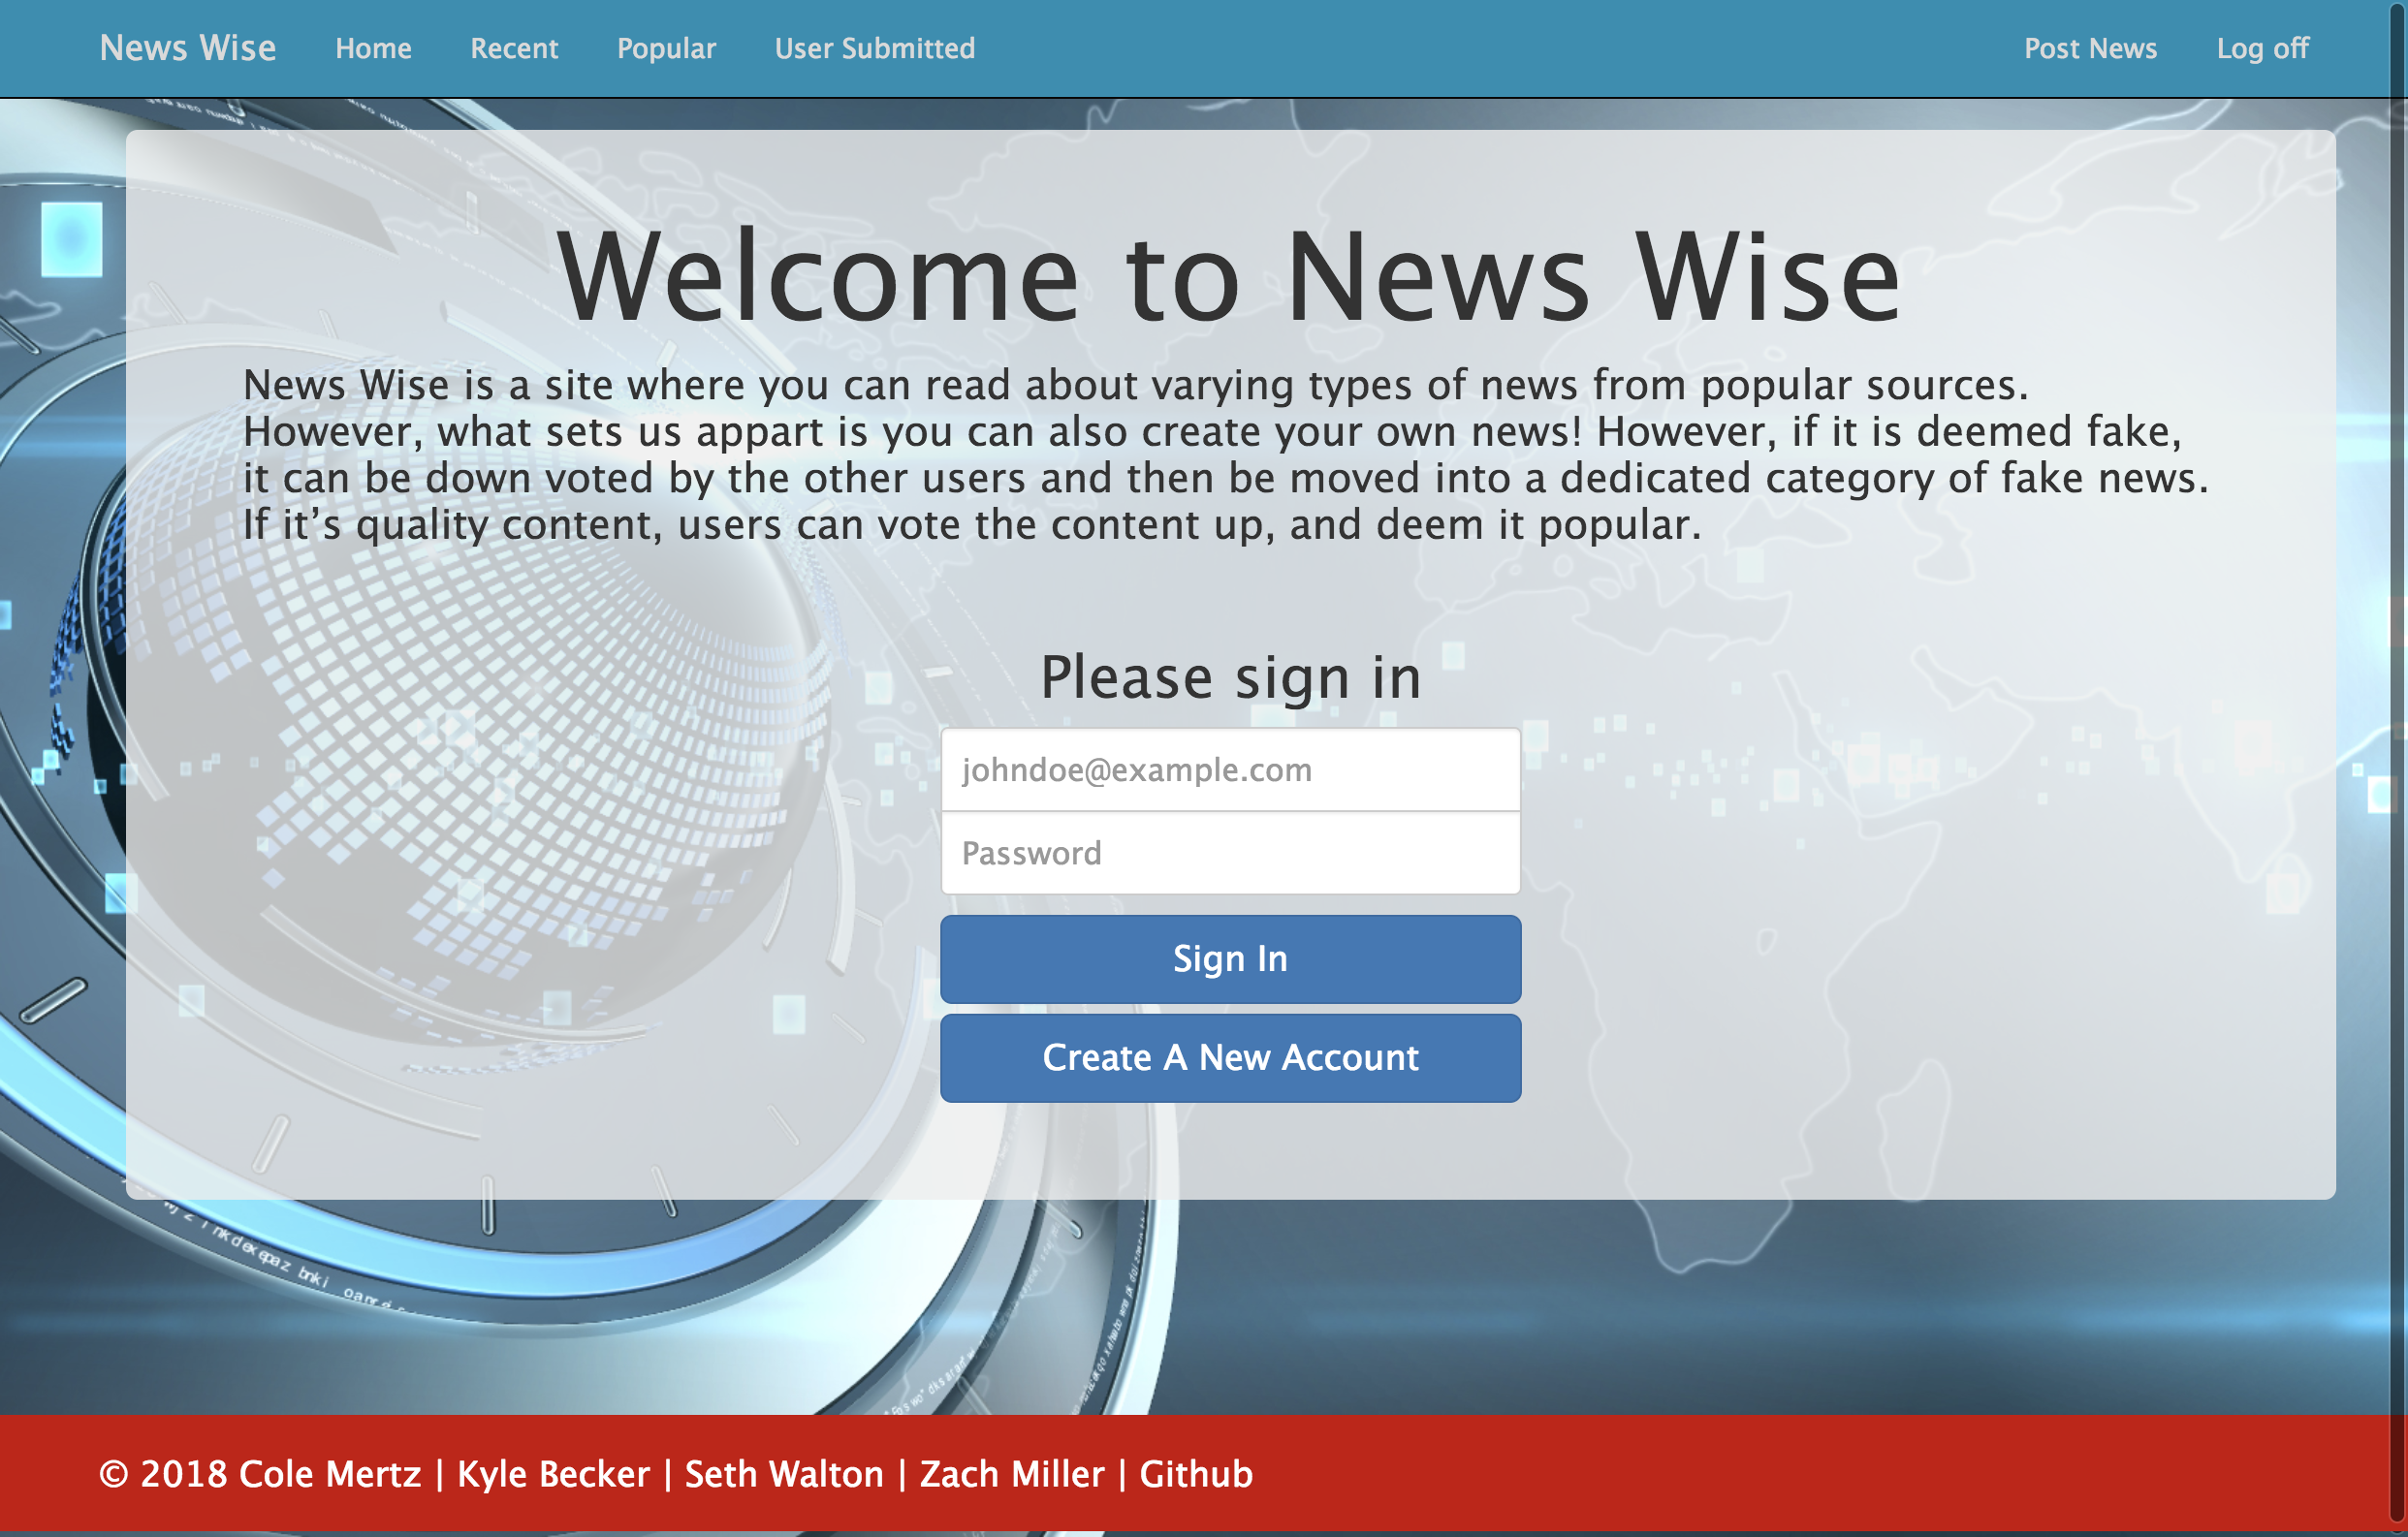 News Wise Home Recent Popular User Submitted Post News Log off
Welcome to News Wise
News Wise is a site where you can read about varying types of news from popular sources.
However, what sets us appart is you can also create your own news! However, if it is deemed fake,
it can be down voted by the other users and then be moved into a dedicated category of fake news.
If it’s quality content, users can vote the content up, and deem it popular.
Please sign in
johndoe@example.com
Password
Sign In
Create A New Account
© 2018 Cole Mertz | Kyle Becker | Seth Walton | Zach Miller | Github